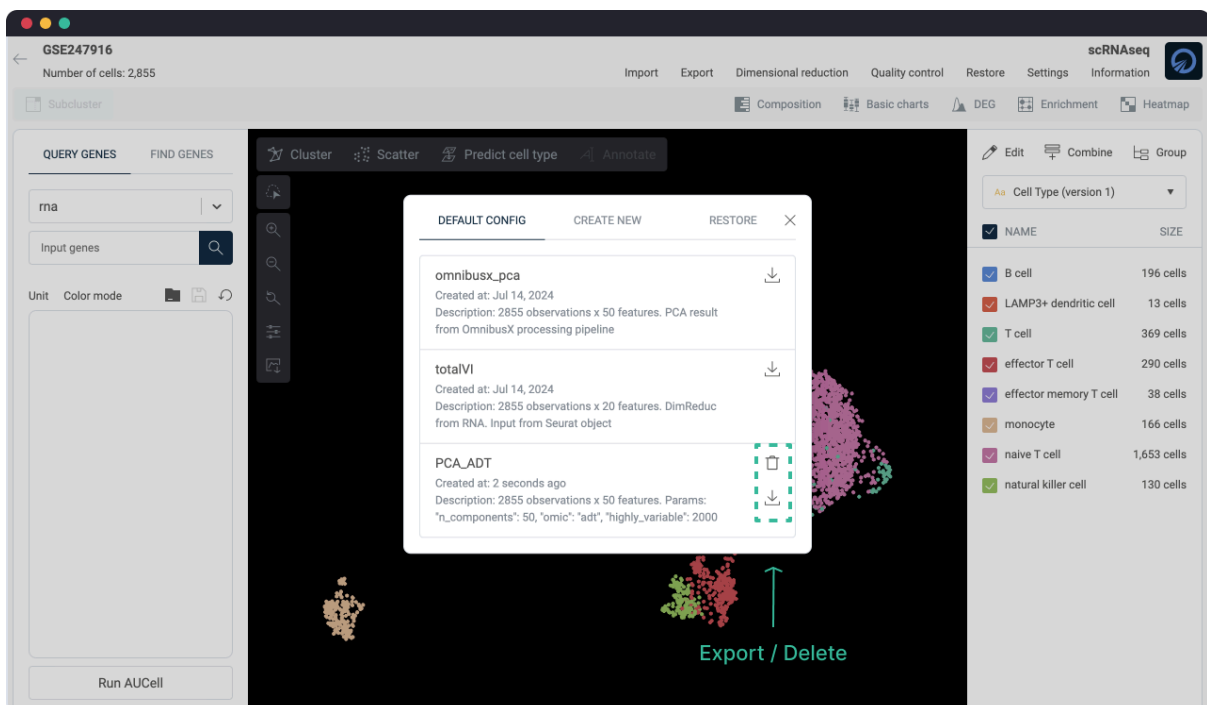 GSE247916
Number of cells: 2,855
scRNAseq
Import Export Dimensional reduction Quality control Restore Settings Information
Subcluster
Composition Basic charts DEG Enrichment Heatmap
QUERY GENES FIND GENES
rna
Input genes
Unit Color mode
Run AUCell
Cluster Scatter Predict cell type Annotate
DEFAULT CONFIG CREATE NEW RESTORE
omnibusx_pca
Created at: Jul 14, 2024
Description: 2855 observations x 50 features. PCA result
from OmnibusX processing pipeline
totalVI
Created at: Jul 14, 2024
Description: 2855 observations x 20 features. DimReduc
from RNA. Input from Seurat object
PCA_ADT
Created at: 2 seconds ago
Description: 2855 observations x 50 features. Params:
"n_components": 50, "omic": "adt", "highly_variable": 2000
Export / Delete
Edit Combine Group
Aa Cell Type (version 1)
NAME SIZE
B cell 196 cells
LAMP3+ dendritic cell 13 cells
T cell 369 cells
effector T cell 290 cells
effector memory T cell 38 cells
monocyte 166 cells
naive T cell 1,653 cells
natural killer cell 130 cells